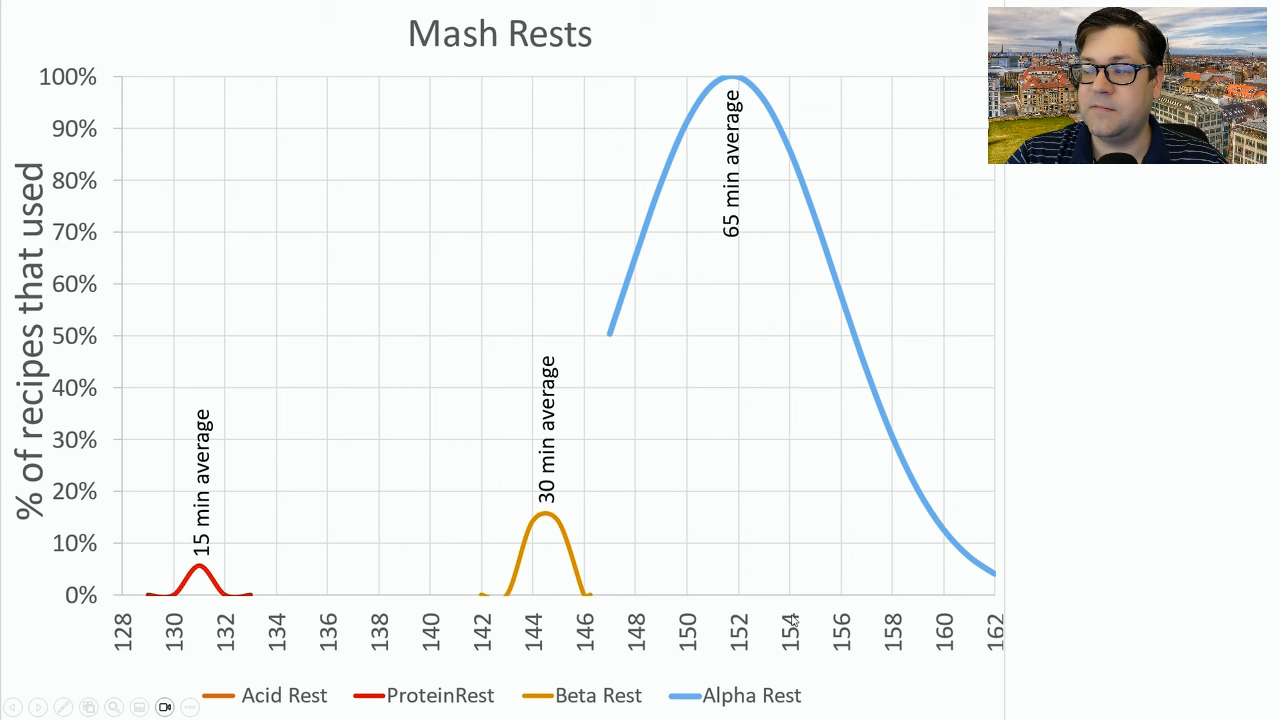 Mash Rests
% of recipes that used
100%
90%
80%
70%
60%
50%
40%
30%
20%
10%
0%
15 min average
30 min average
65 min average
128 130 132 134 136 138 140 142 144 146 148 150 152 154 156 158 160 162
Acid Rest ProteinRest Beta Rest Alpha Rest